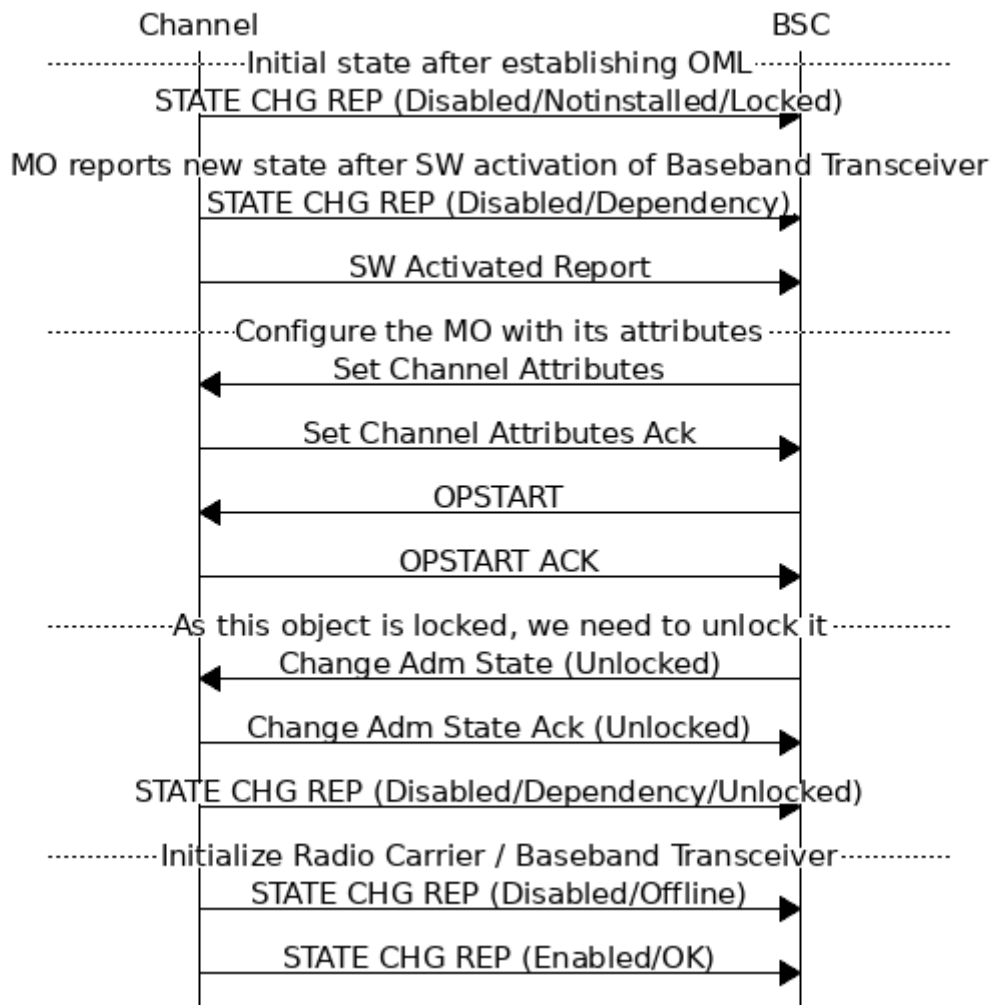 Channel BSC
Initial state after establishing OML
STATE CHG REP (Disabled/Notinstalled/Locked)
MO reports new state after SW activation of Baseband Transceiver
STATE CHG REP (Disabled/Dependency)
SW Activated Report
Configure the MO with its attributes
Set Channel Attributes
Set Channel Attributes Ack
OPSTART
OPSTART ACK
As this object is locked, we need to unlock it
Change Adm State (Unlocked)
Change Adm State Ack (Unlocked)
STATE CHG REP (Disabled/Dependency/Unlocked)
Initialize Radio Carrier / Baseband Transceiver
STATE CHG REP (Disabled/Offline)
STATE CHG REP (Enabled/OK)